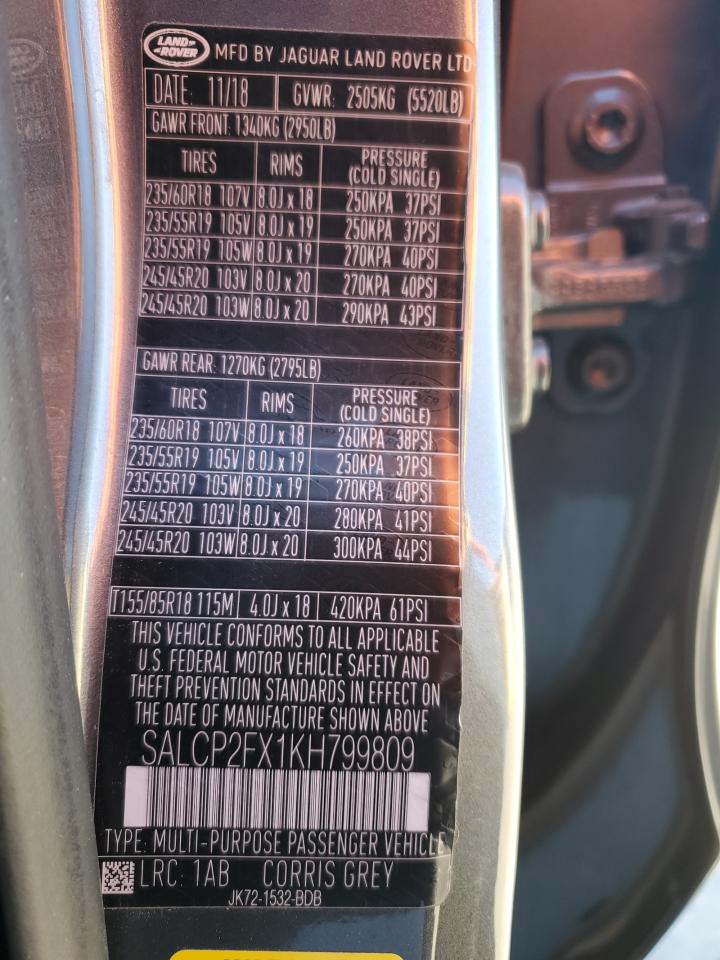 LAND ROVER MFD BY JAGUAR LAND ROVER LTD
DATE: 11/18 GVWR: 2505KG (5520LB)
GAWR FRONT: 1340KG (2950LB)
TIRES RIMS PRESSURE (COLD SINGLE)
235/60R18 107V 8.0J x 18 250KPA 37PSI
235/55R19 105V 8.0J x 19 250KPA 37PSI
235/55R19 105W 8.0J x 19 270KPA 40PSI
245/45R20 103V 8.0J x 20 270KPA 40PSI
245/45R20 103W 8.0J x 20 290KPA 43PSI
GAWR REAR: 1270KG (2795LB)
TIRES RIMS PRESSURE (COLD SINGLE)
235/60R18 107V 8.0J x 18 260KPA 38PSI
235/55R19 105V 8.0J x 19 250KPA 37PSI
235/55R19 105W 8.0J x 19 270KPA 40PSI
245/45R20 103V 8.0J x 20 280KPA 41PSI
245/45R20 103W 8.0J x 20 300KPA 44PSI
T155/85R18 115M 4.0J x 18 420KPA 61PSI
THIS VEHICLE CONFORMS TO ALL APPLICABLE
U.S. FEDERAL MOTOR VEHICLE SAFETY AND
THEFT PREVENTION STANDARDS IN EFFECT ON
THE DATE OF MANUFACTURE SHOWN ABOVE
SALCP2FX1KH799809
TYPE: MULTI-PURPOSE PASSENGER VEHICLE
LRC: 1AB CORRIS GREY
JK72-1532-BDB